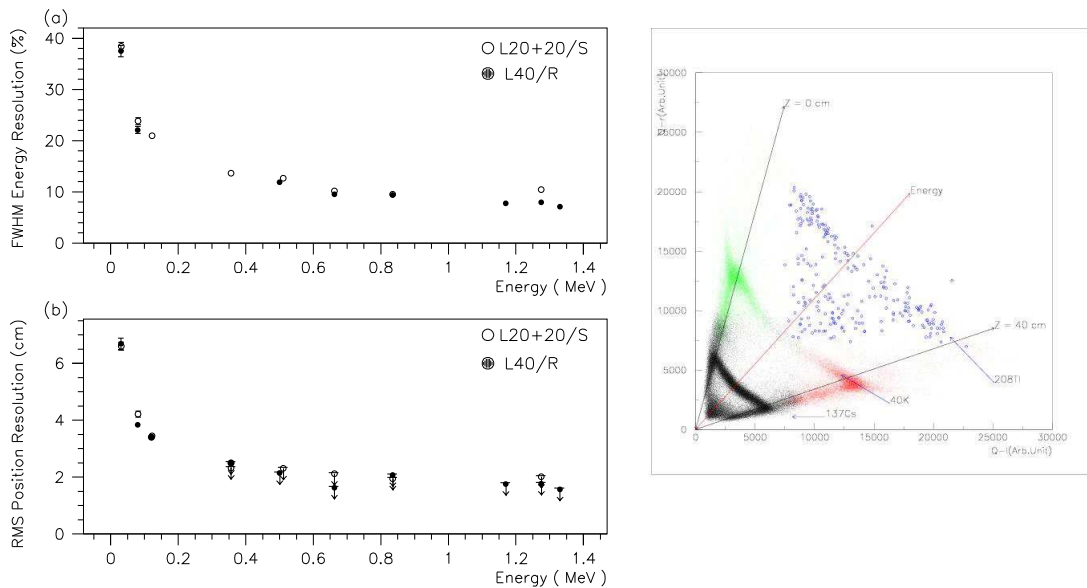 (a)
FWHM Energy Resolution (%)
40
30
20
10
0
L20+20/S
L40/R
0 0.2 0.4 0.6 0.8 1 1.2 1.4
Energy ( MeV )
(b)
RMS Position Resolution (cm)
6
4
2
0
L20+20/S
L40/R
0 0.2 0.4 0.6 0.8 1 1.2 1.4
Energy ( MeV )
30000
25000
20000
15000
10000
5000
0
Q-r(Arb.Unit)
Z = 0 cm
Energy
Z = 40 cm
208Tl
40K
137Cs
0 5000 10000 15000 20000 25000 30000
Q-l(Arb.Unit)